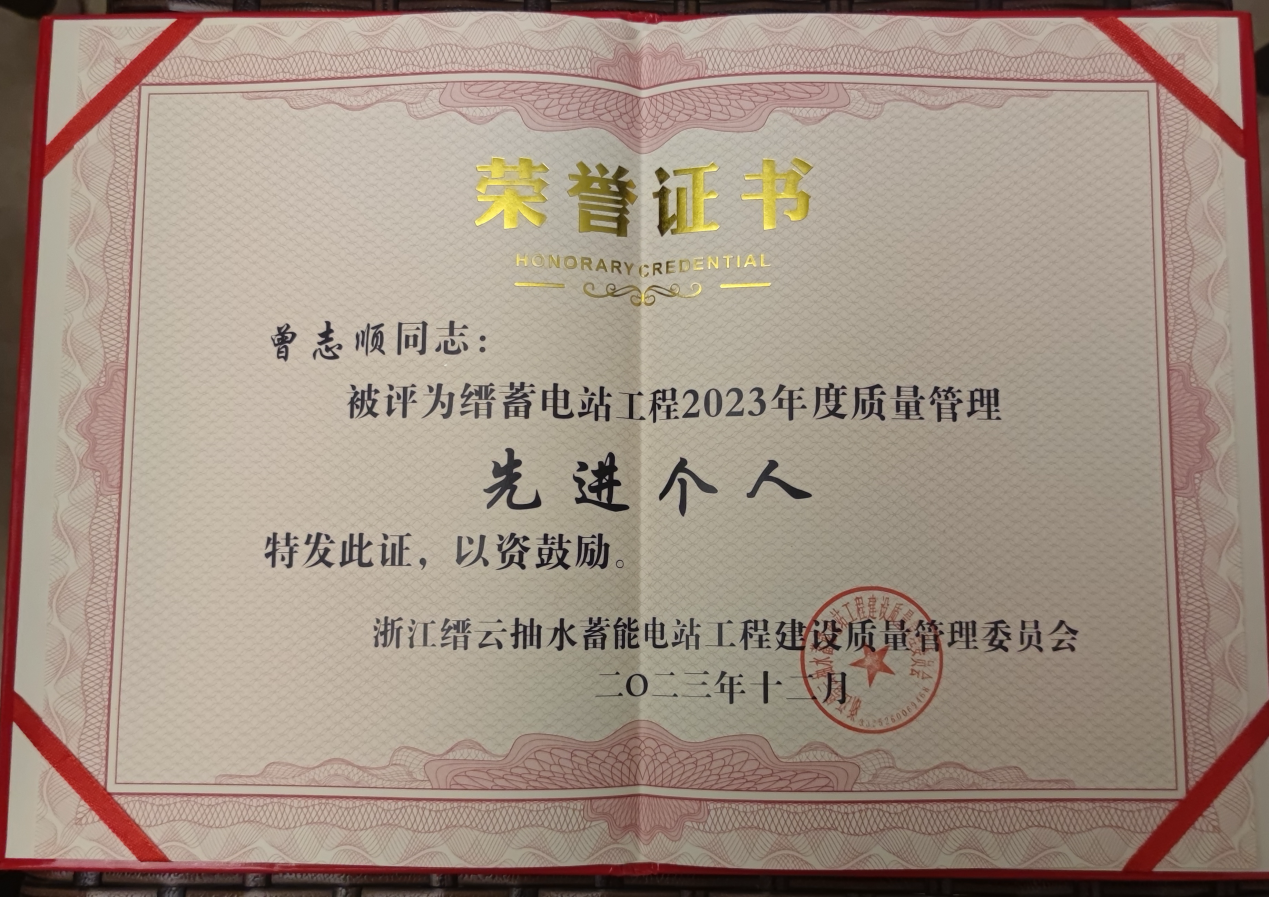 荣誉证书
HONORARY CREDENTIAL
曾志顺同志：
被评为缙蓄电站工程2023年度质量管理
先进个人
特发此证，以资鼓励。
浙江缙云抽水蓄能电站工程建设质量管理委员会
二〇二三年十二月